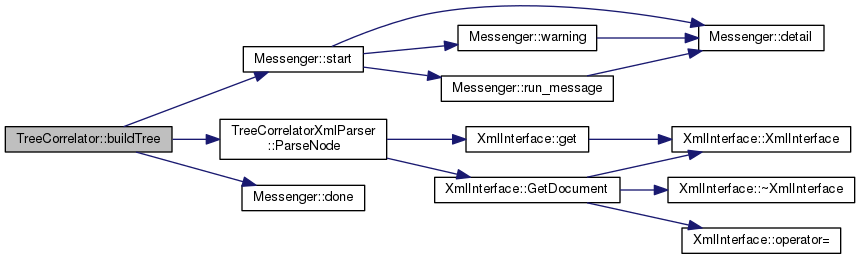 TreeCorrelator::buildTree
Messenger::start
Messenger::warning
Messenger::detail
Messenger::run_message
TreeCorrelatorXmlParser
::ParseNode
XmlInterface::get
XmlInterface::XmlInterface
XmlInterface::GetDocument
XmlInterface::~XmlInterface
Messenger::done
XmlInterface::operator=